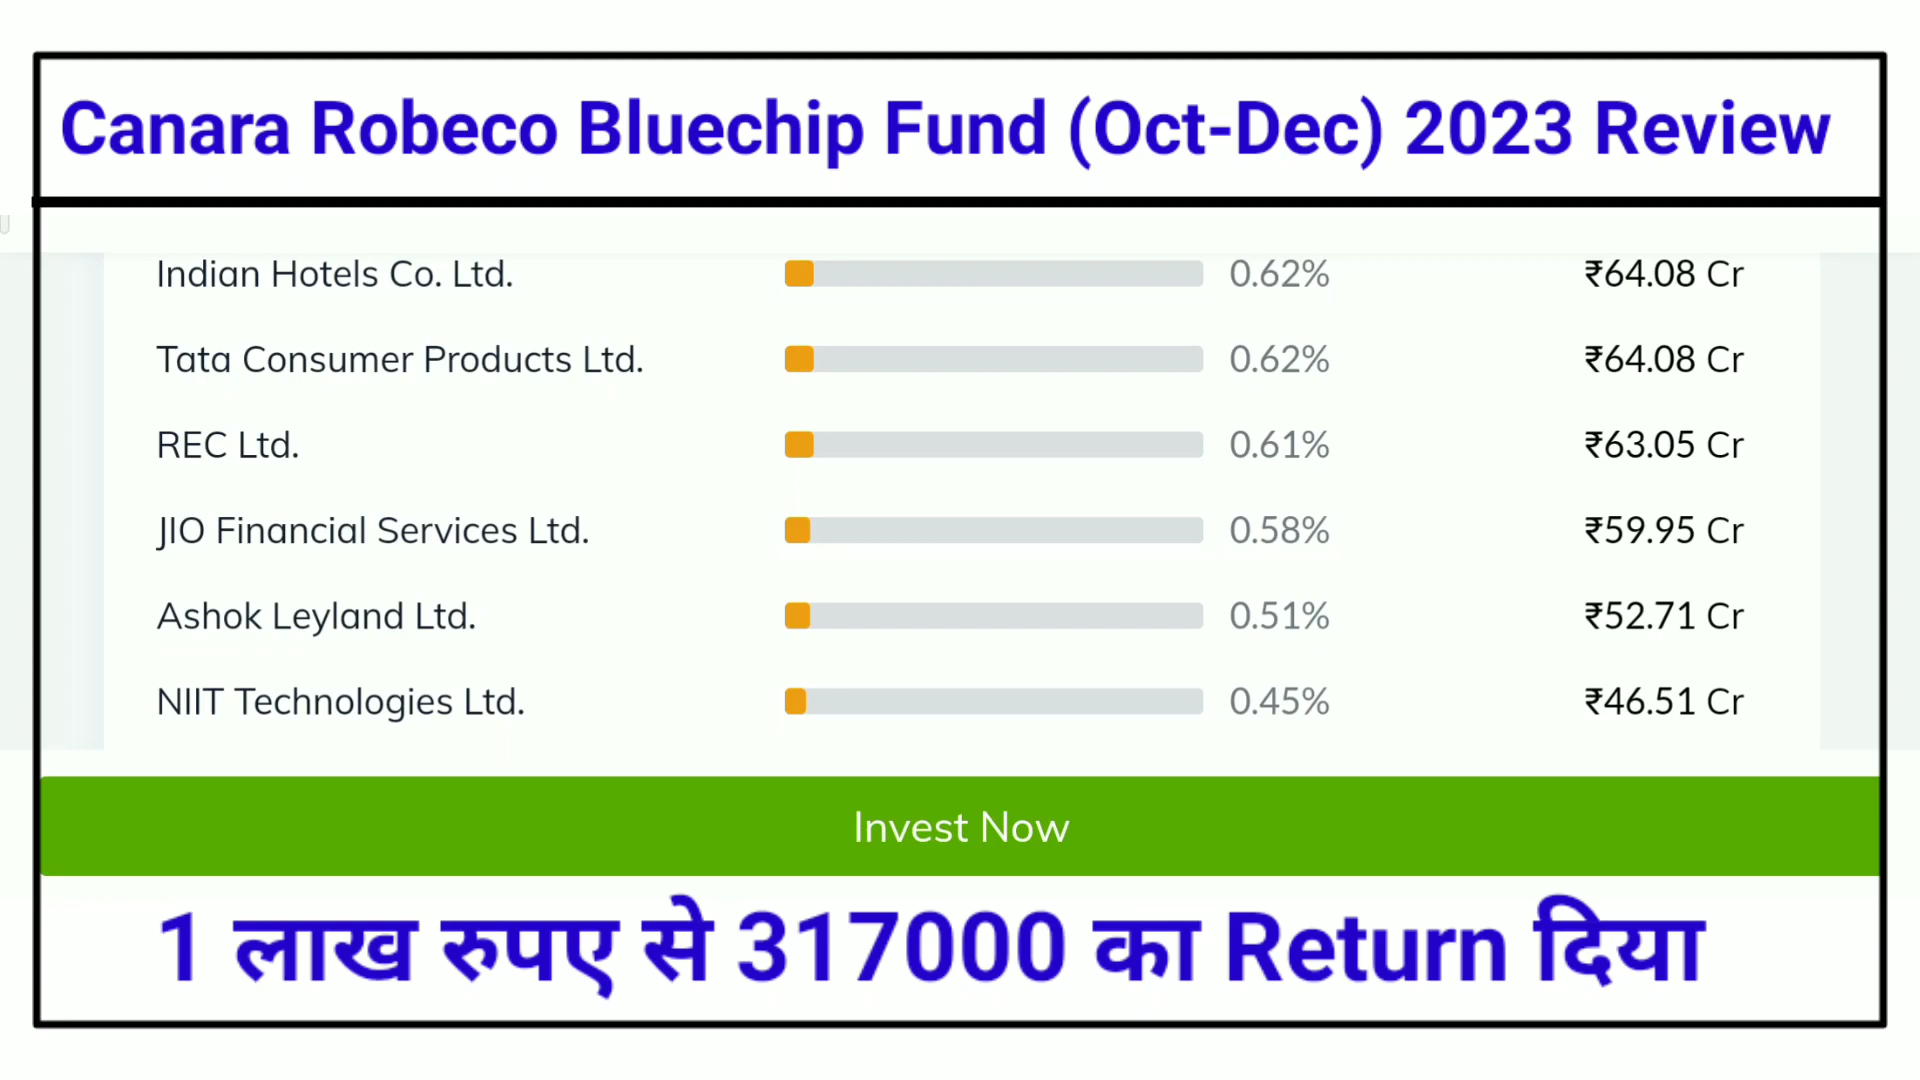 Canara Robeco Bluechip Fund (Oct-Dec) 2023 Review
Indian Hotels Co. Ltd. 0.62% ₹64.08 Cr
Tata Consumer Products Ltd. 0.62% ₹64.08 Cr
REC Ltd. 0.61% ₹63.05 Cr
JIO Financial Services Ltd. 0.58% ₹59.95 Cr
Ashok Leyland Ltd. 0.51% ₹52.71 Cr
NIIT Technologies Ltd. 0.45% ₹46.51 Cr
Invest Now
1 लाख रुपए से 317000 का Return दिया